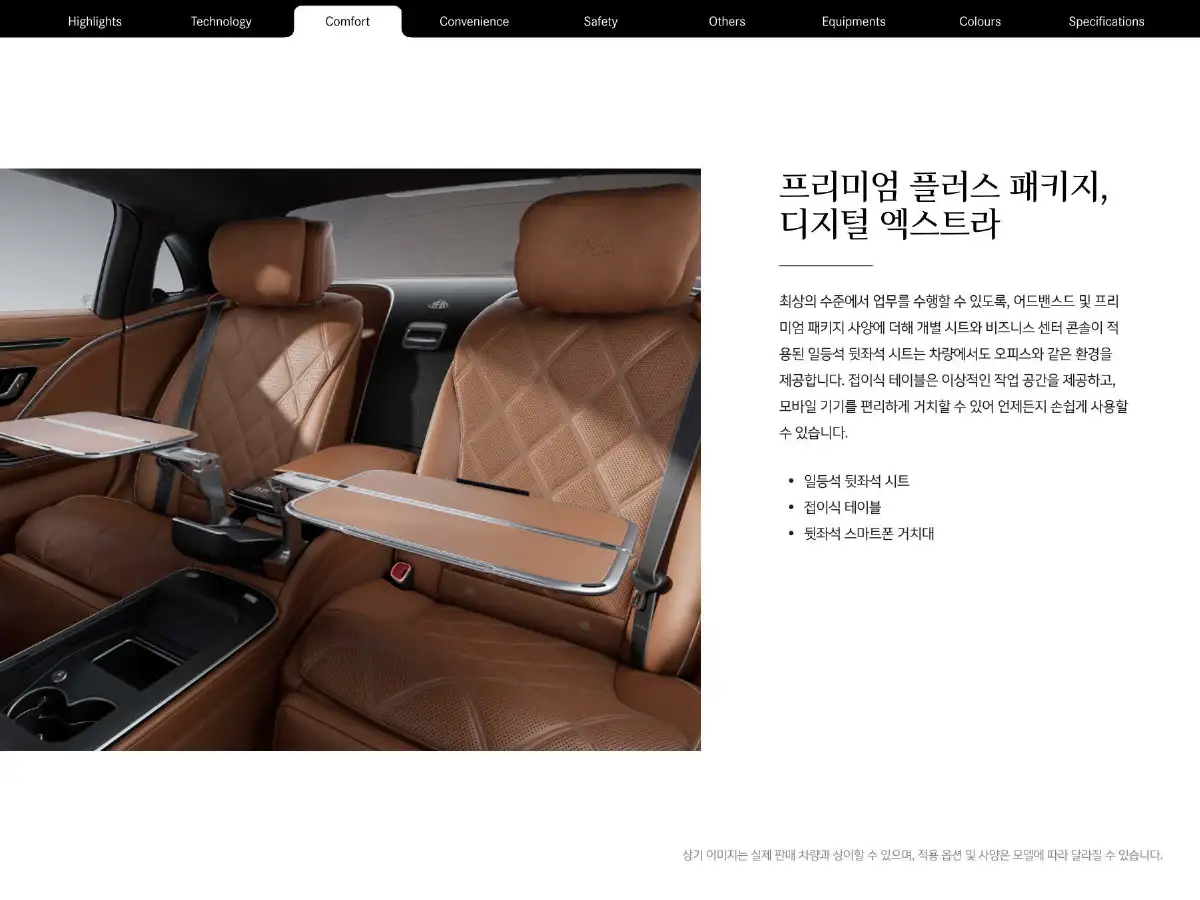 Highlights
Technology
Comfort
Convenience
Safety
Others
Equipments
Colours
Specifications
프리미엄 플러스 패키지,
디지털 엑스트라
최상의 수준에서 업무를 수행할 수 있도록, 어드밴스드 및 프리
미엄 패키지 사양에 더해 개별 시트와 비즈니스 센터 콘솔이 적
용된 일등석 뒷좌석 시트는 차량에서도 오피스와 같은 환경을
제공합니다. 접이식 테이블은 이상적인 작업 공간을 제공하고,
모바일 기기를 편리하게 거치할 수 있어 언제든지 손쉽게 사용할
수 있습니다.
• 일등석 뒷좌석 시트
• 접이식 테이블
• 뒷좌석 스마트폰 거치대
상기 이미지는 실제 판매 차량과 상이할 수 있으며, 적용 옵션 및 사양은 모델에 따라 달라질 수 있습니다.